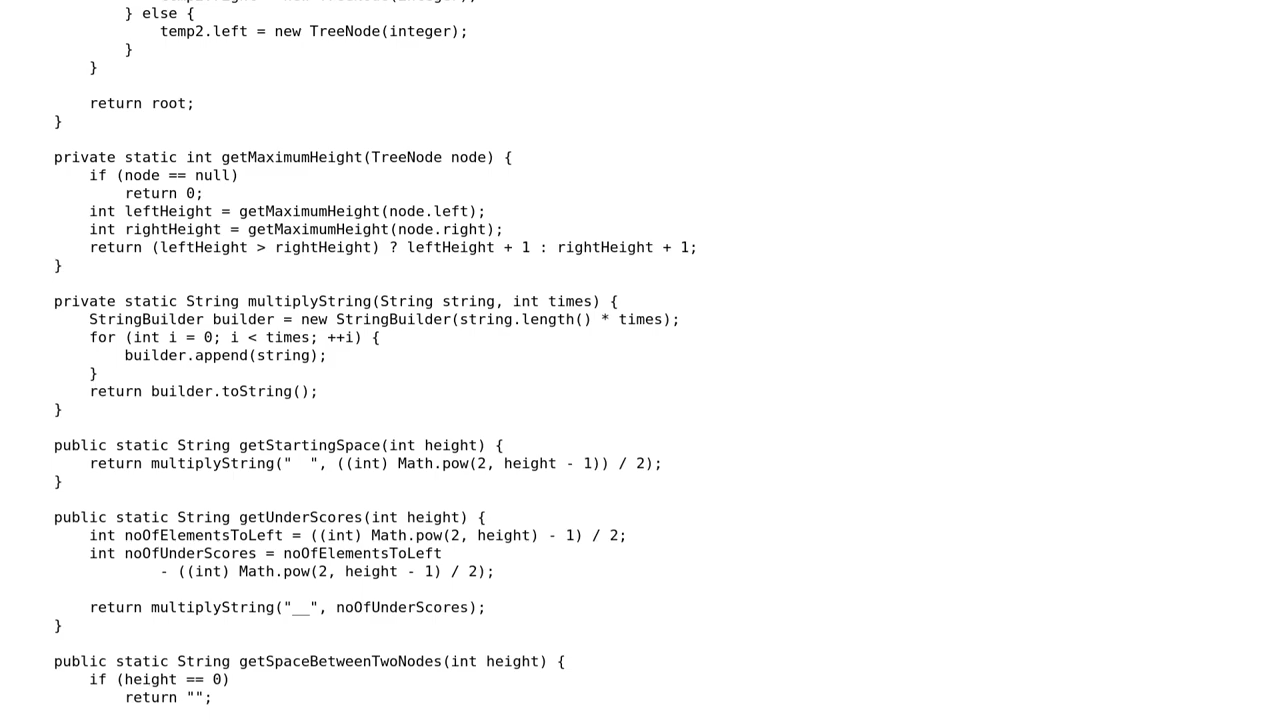 } else {
temp2.left = new TreeNode(integer);
}
}
return root;
}
private static int getMaximumHeight(TreeNode node) {
if (node == null)
return 0;
int leftHeight = getMaximumHeight(node.left);
int rightHeight = getMaximumHeight(node.right);
return (leftHeight > rightHeight) ? leftHeight + 1 : rightHeight + 1;
}
private static String multiplyString(String string, int times) {
StringBuilder builder = new StringBuilder(string.length() * times);
for (int i = 0; i < times; ++i) {
builder.append(string);
}
return builder.toString();
}
public static String getStartingSpace(int height) {
return multiplyString("  ", ((int) Math.pow(2, height - 1)) / 2);
}
public static String getUnderScores(int height) {
int noOfElementsToLeft = ((int) Math.pow(2, height) - 1) / 2;
int noOfUnderScores = noOfElementsToLeft
- ((int) Math.pow(2, height - 1) / 2);
return multiplyString("__", noOfUnderScores);
}
public static String getSpaceBetweenTwoNodes(int height) {
if (height == 0)
return "";